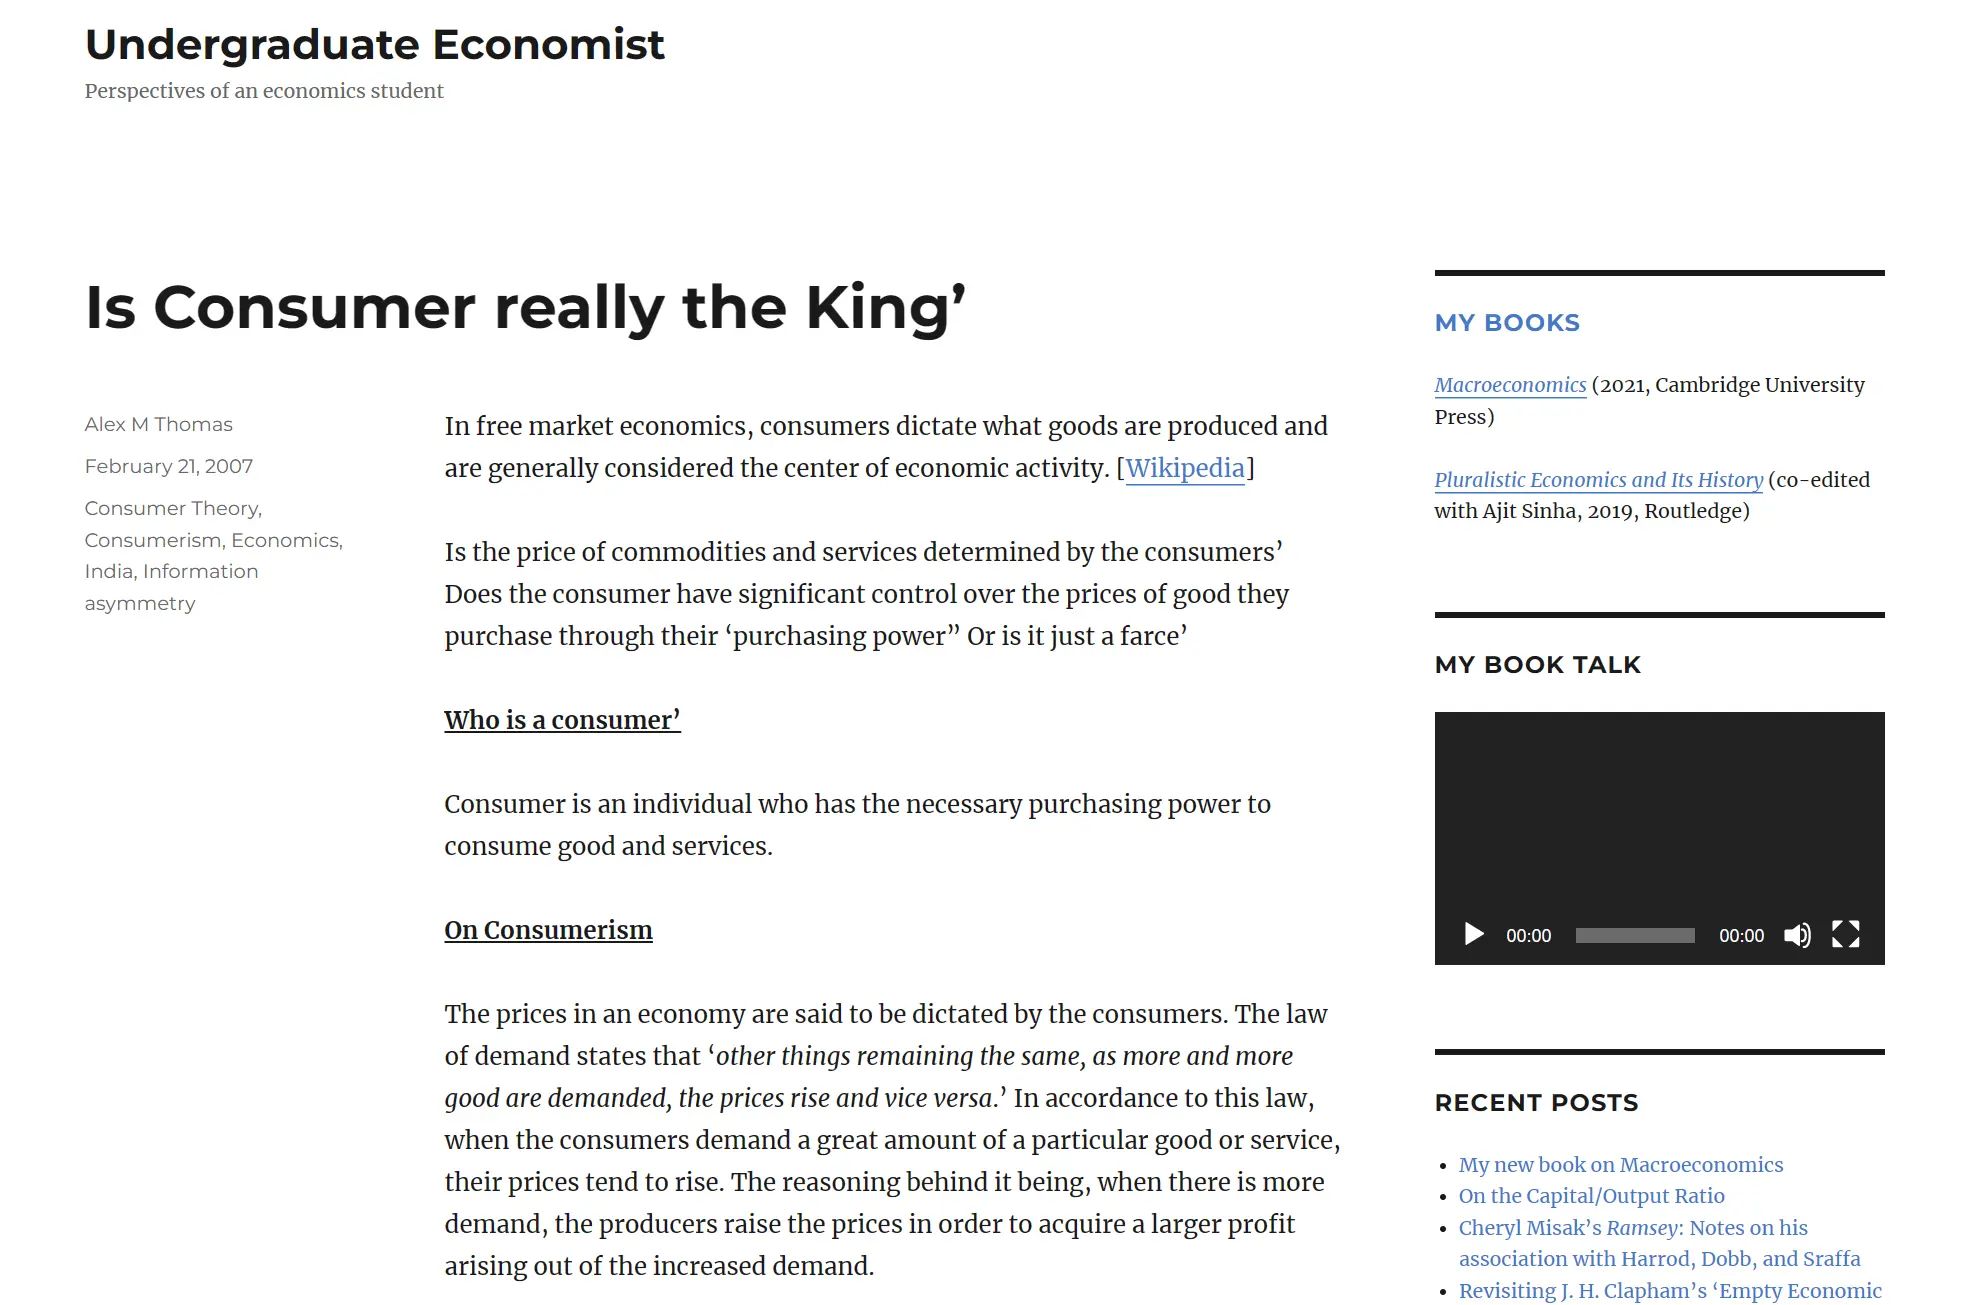 Undergraduate Economist
Perspectives of an economics student
Is Consumer really the King’
Alex M Thomas
February 21, 2007
Consumer Theory,
Consumerism, Economics,
India, Information
asymmetry
In free market economics, consumers dictate what goods are produced and
are generally considered the center of economic activity. [Wikipedia]
Is the price of commodities and services determined by the consumers’
Does the consumer have significant control over the prices of good they
purchase through their ‘purchasing power” Or is it just a farce’
Who is a consumer’
Consumer is an individual who has the necessary purchasing power to
consume good and services.
On Consumerism
The prices in an economy are said to be dictated by the consumers. The law
of demand states that ‘other things remaining the same, as more and more
good are demanded, the prices rise and vice versa.’ In accordance to this law,
when the consumers demand a great amount of a particular good or service,
their prices tend to rise. The reasoning behind it being, when there is more
demand, the producers raise the prices in order to acquire a larger profit
arising out of the increased demand.
MY BOOKS
Macroeconomics (2021, Cambridge University
Press)
Pluralistic Economics and Its History (co-edited
with Ajit Sinha, 2019, Routledge)
MY BOOK TALK
00:00 00:00
RECENT POSTS
My new book on Macroeconomics
On the Capital/Output Ratio
Cheryl Misak’s Ramsey: Notes on his
association with Harrod, Dobb, and Sraffa
Revisiting J. H. Clapham’s ‘Empty Economic